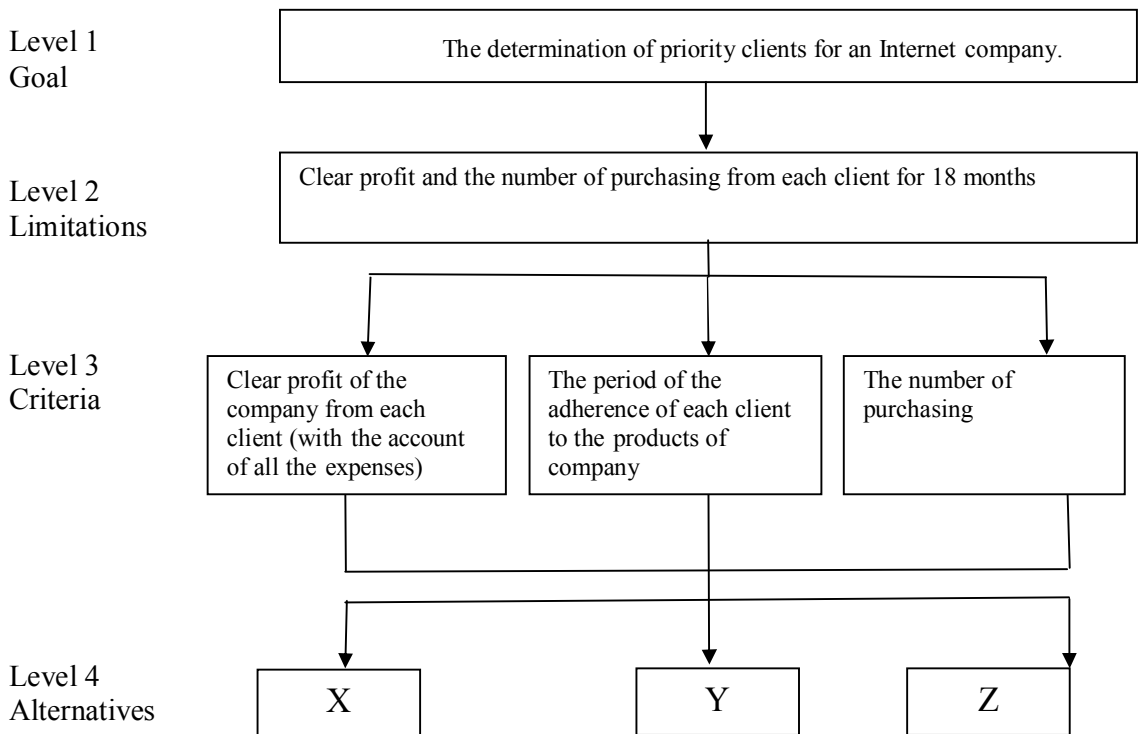 Level 1
Goal
The determination of priority clients for an Internet company.
Level 2
Limitations
Clear profit and the number of purchasing from each client for 18 months
Level 3
Criteria
Clear profit of the
company from each
client (with the account
of all the expenses)
The period of the
adherence of each client
to the products of
company
The number of
purchasing
Level 4
Alternatives
X
Y
Z